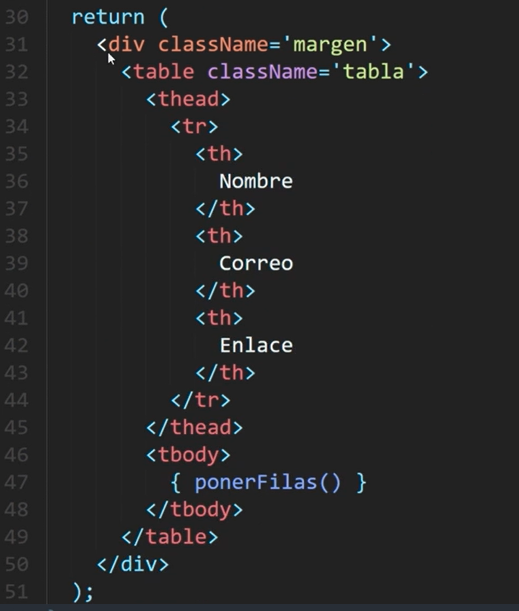 30 return (
31 <div className='margen'>
32 <table className='tabla'>
33 <thead>
34 <tr>
35 <th>
36 Nombre
37 </th>
38 <th>
39 Correo
40 </th>
41 <th>
42 Enlace
43 </th>
44 </tr>
45 </thead>
46 <tbody>
47 { ponerFilas() }
48 </tbody>
49 </table>
50 </div>
51 );